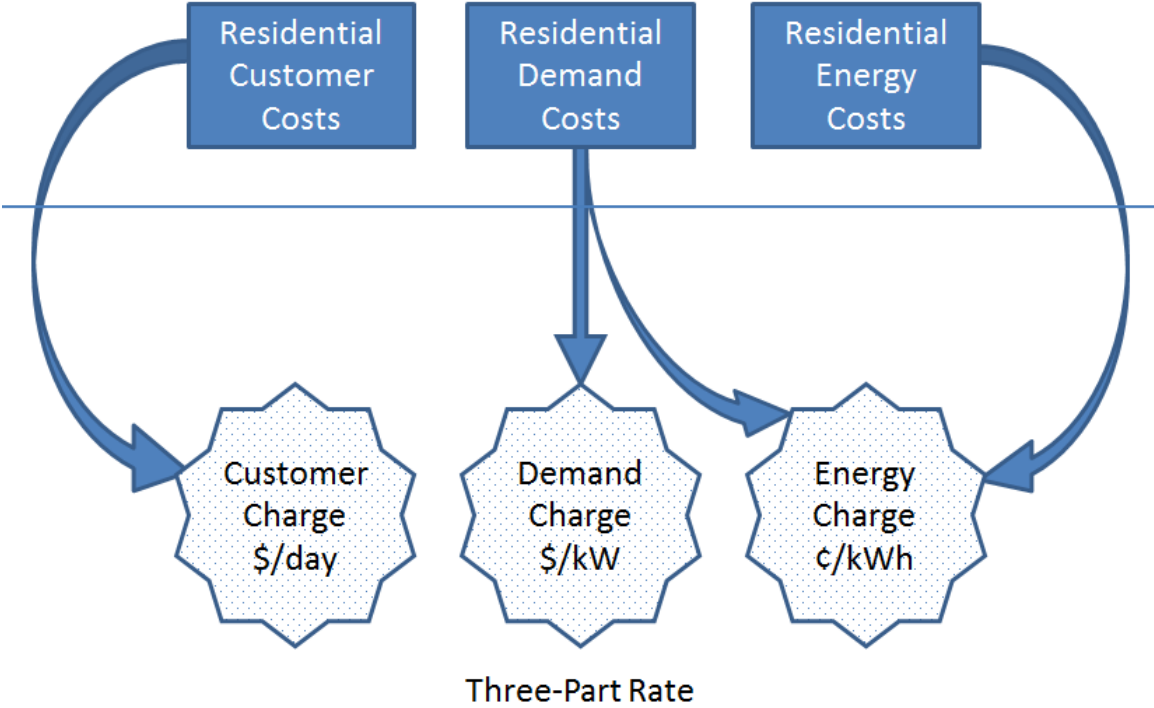 Residential
Customer
Costs
Residential
Demand
Costs
Residential
Energy
Costs
Customer
Charge
$/day
Demand
Charge
$/kW
Energy
Charge
¢/kWh
Three-Part Rate